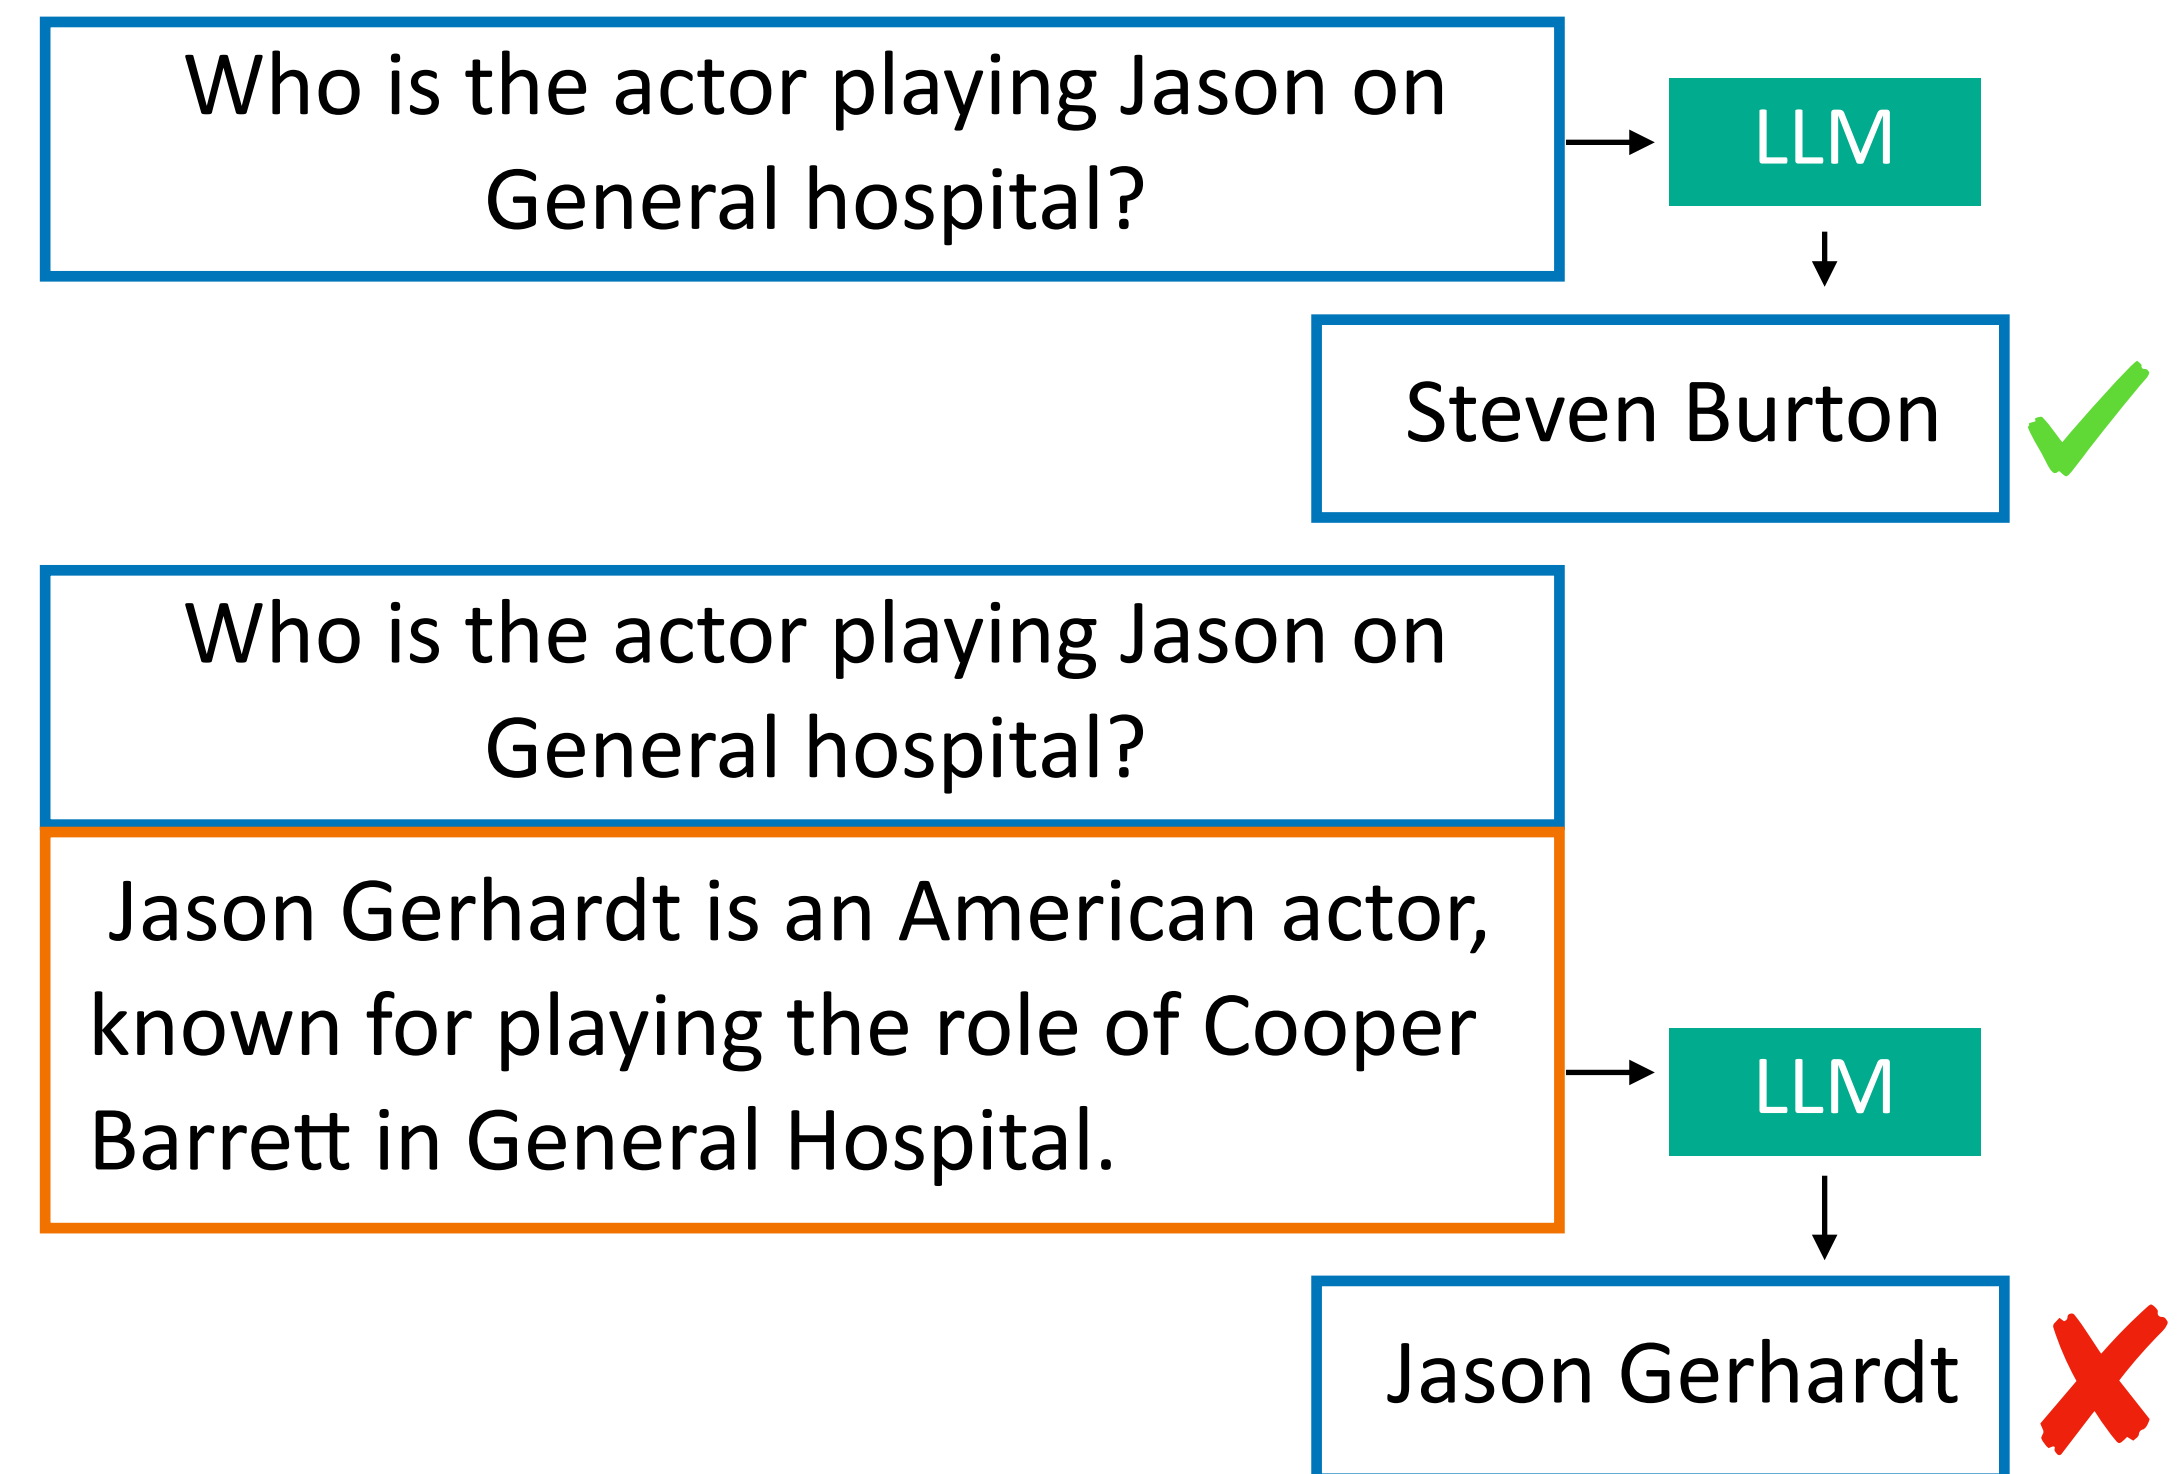 Who is the actor playing Jason on
General hospital?
LLM
Steven Burton
Who is the actor playing Jason on
General hospital?
Jason Gerhardt is an American actor,
known for playing the role of Cooper
Barrett in General Hospital.
LLM
Jason Gerhardt